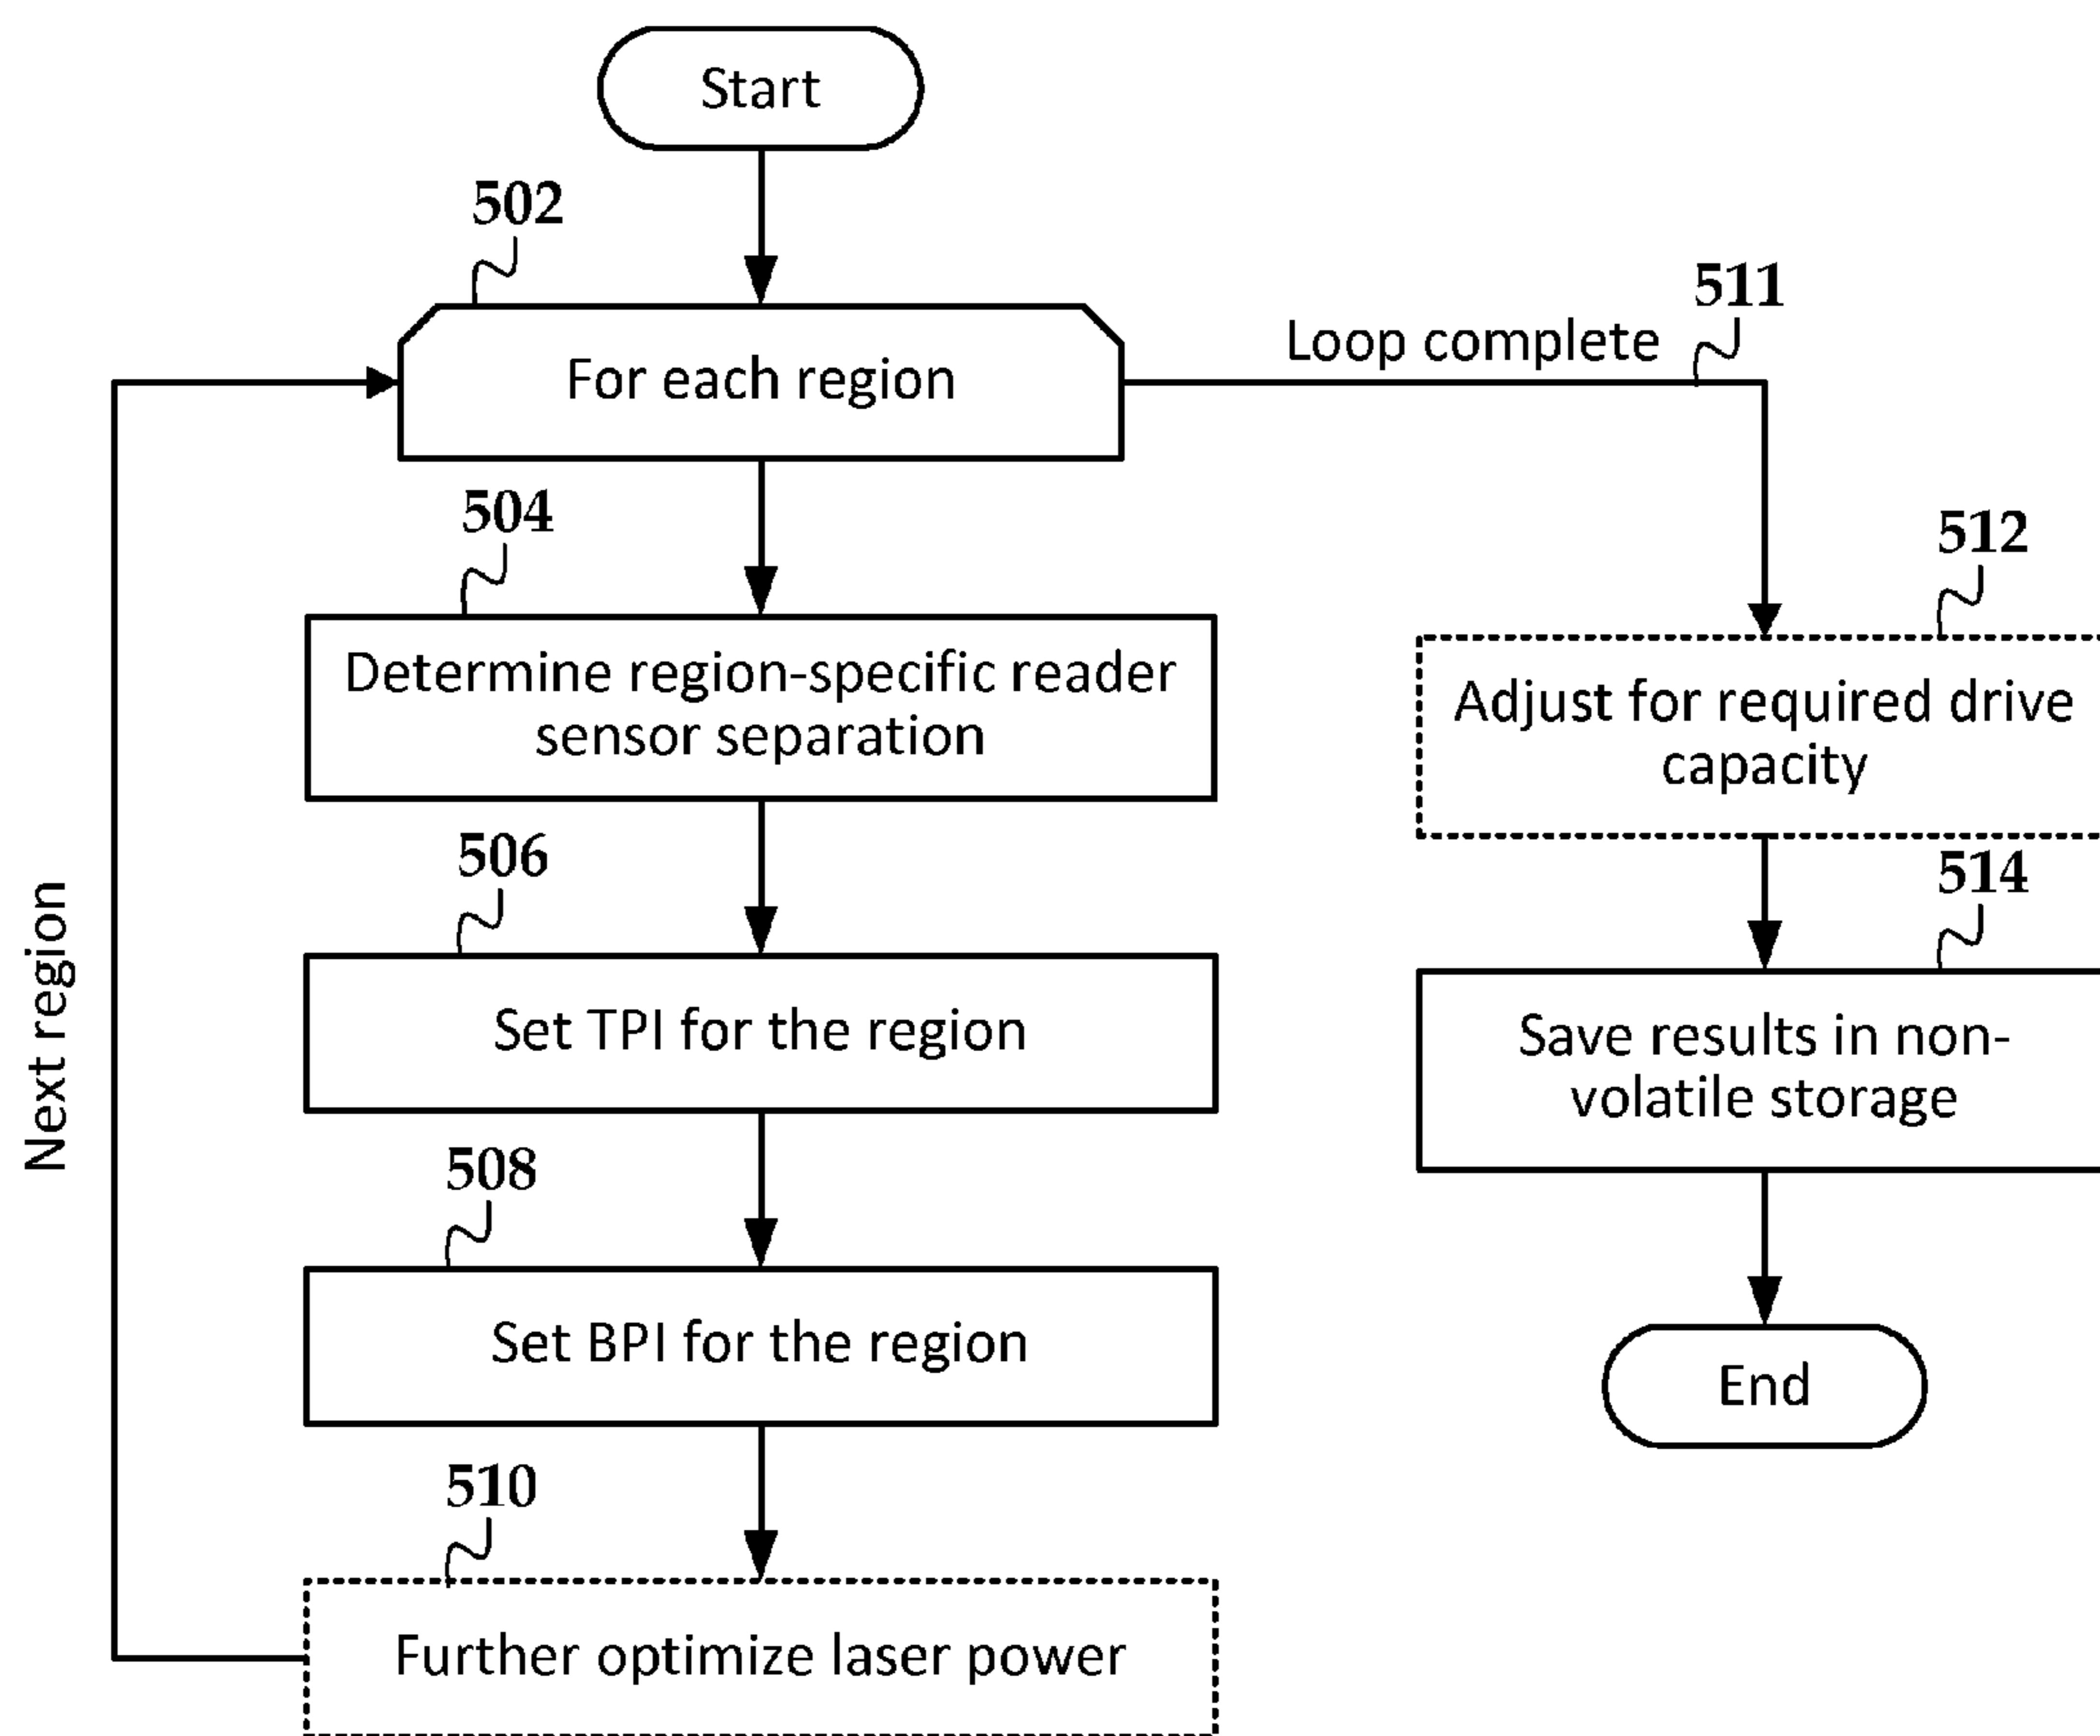 Start
502
For each region
Loop complete
511
504
Determine region-specific reader
sensor separation
506
Set TPI for the region
508
Set BPI for the region
510
Further optimize laser power
Next region
512
Adjust for required drive
capacity
514
Save results in non-
volatile storage
End